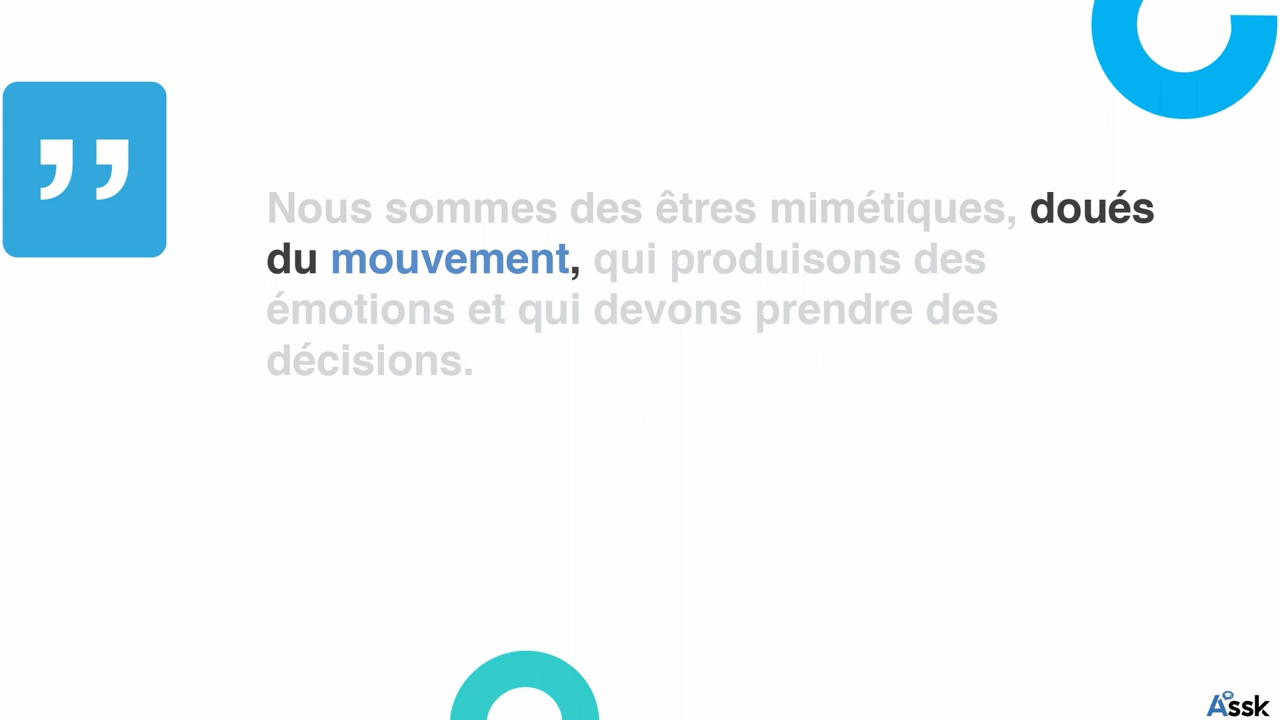 Nous sommes des êtres mimétiques, doués
du mouvement, qui produisons des
émotions et qui devons prendre des
décisions.
Assk